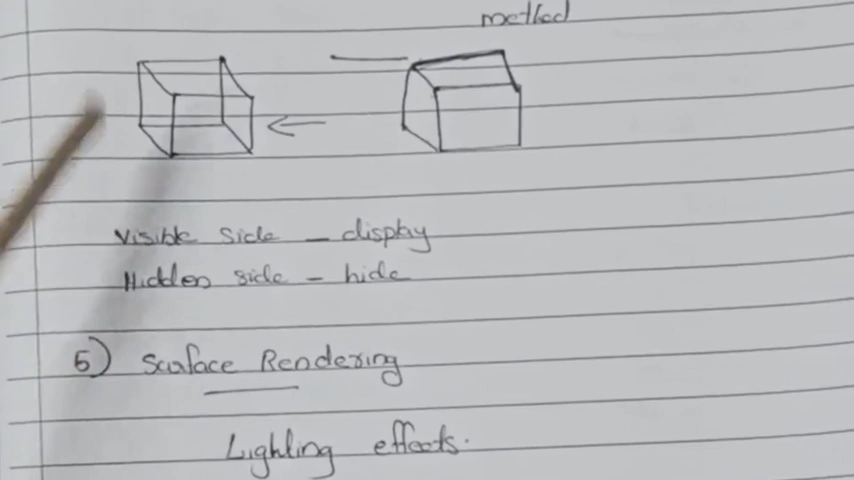 method
Visible side - display
Hidden side - hide
5) Surface Rendering
Lighting effects.